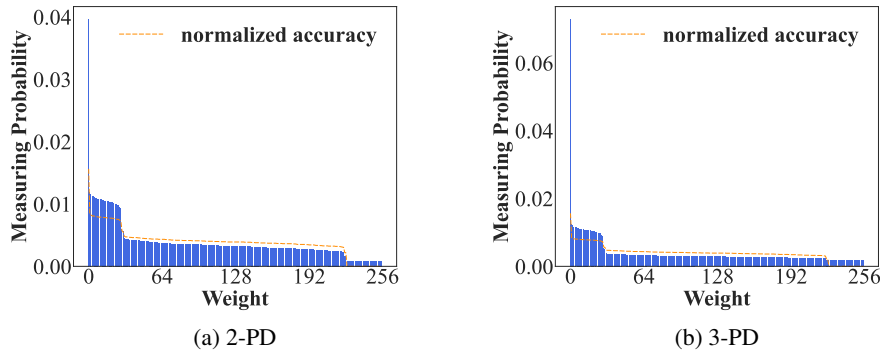 0.04
0.03
0.02
0.01
0.00
Measuring Probability
normalized accuracy
0 64 128 192 256
Weight
(a) 2-PD
0.06
0.04
0.02
0.00
Measuring Probability
normalized accuracy
0 64 128 192 256
Weight
(b) 3-PD